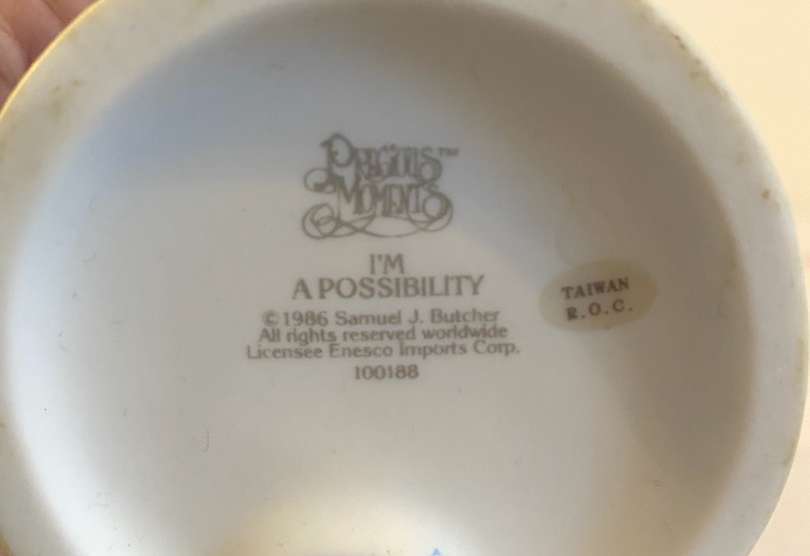 PRECIOUS™
MOMENTS
I'M
A POSSIBILITY
©1986 Samuel J. Butcher
All rights reserved worldwide
Licensee Enesco Imports Corp.
100188
TAIWAN
R.O.C.